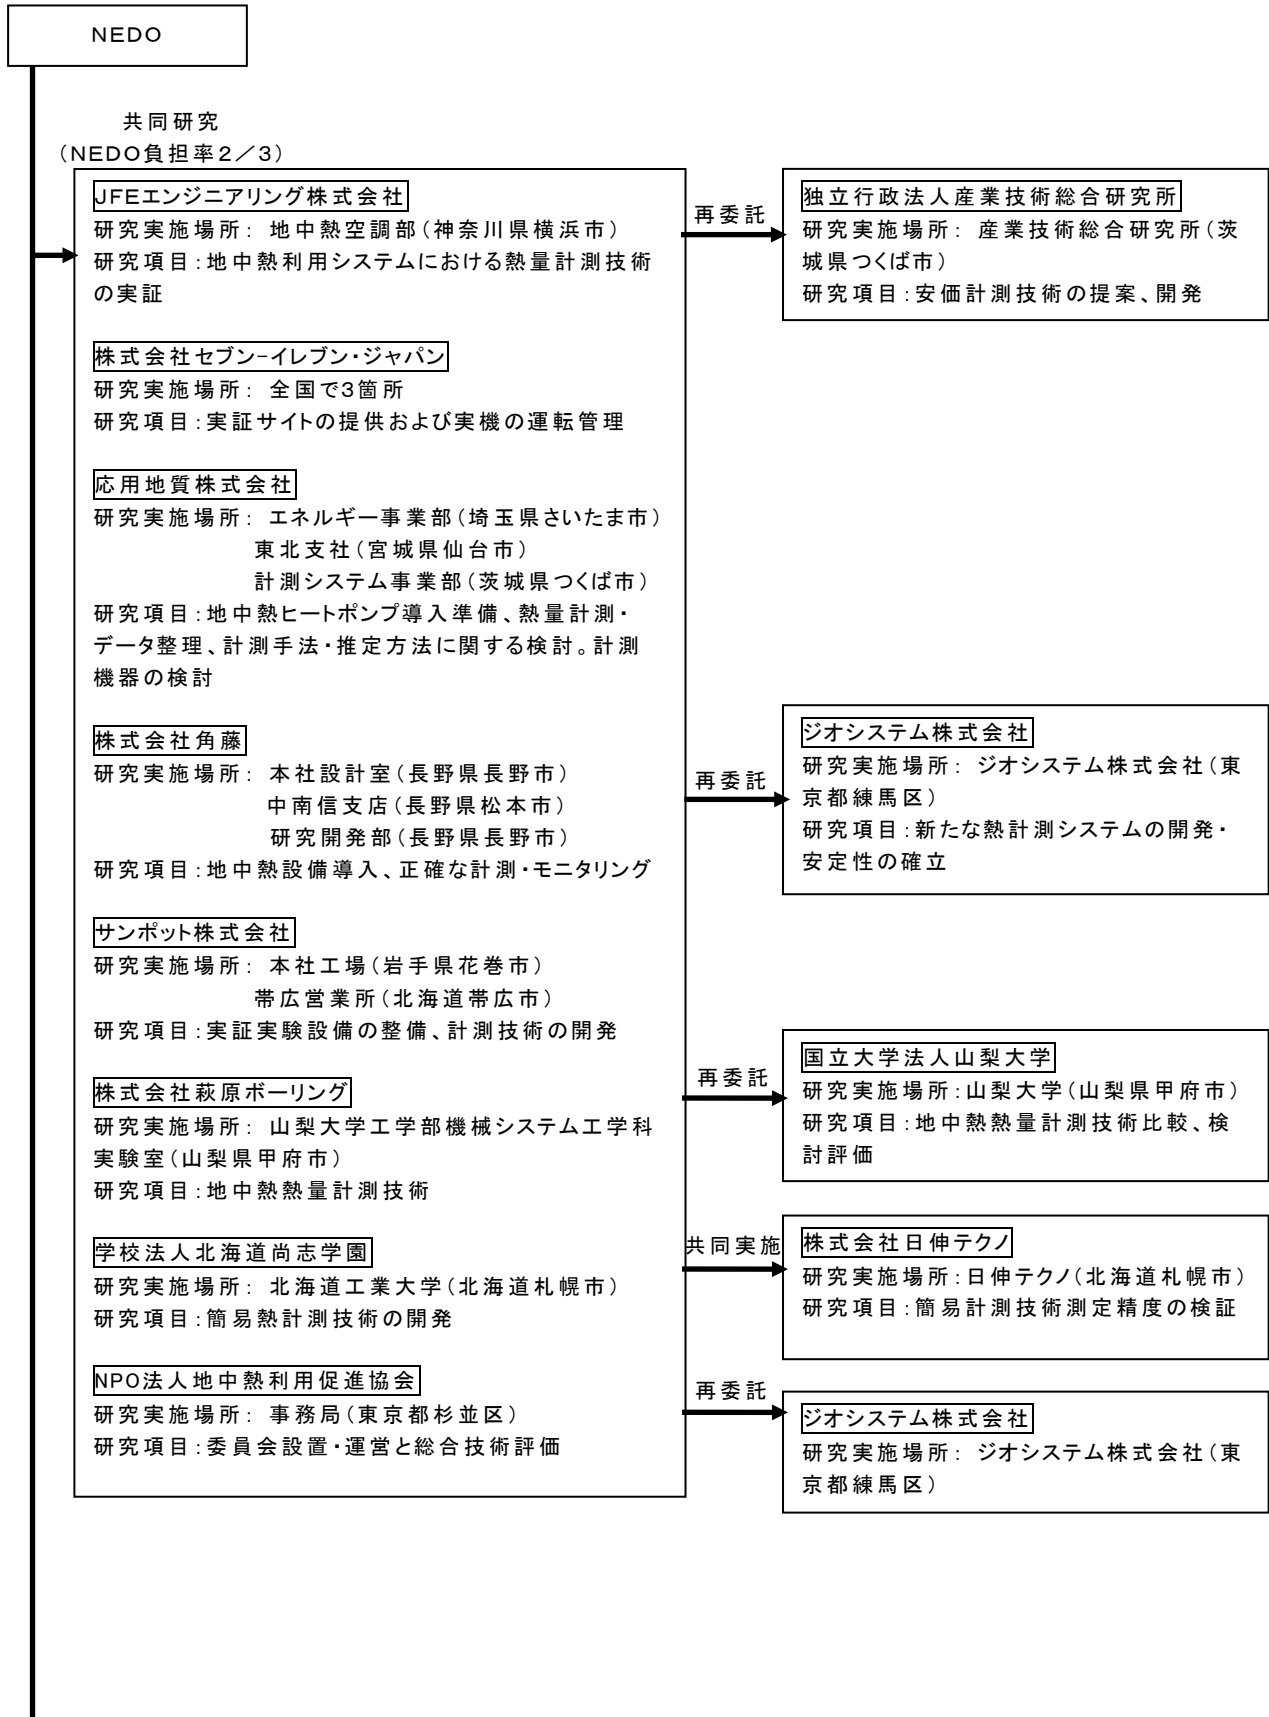 NEDO
共同研究
(NEDO負担率2/3)
JFEエンジニアリング株式会社
研究実施場所: 地中熱空調部(神奈川県横浜市)
研究項目:地中熱利用システムにおける熱量計測技術
の実証
株式会社セブン-イレブン・ジャパン
研究実施場所: 全国で3箇所
研究項目:実証サイトの提供および実機の運転管理
応用地質株式会社
研究実施場所: エネルギー事業部(埼玉県さいたま市)
東北支社(宮城県仙台市)
計測システム事業部(茨城県つくば市)
研究項目:地中熱ヒートポンプ導入準備、熱量計測・
データ整理、計測手法・推定方法に関する検討。計測
機器の検討
株式会社角藤
研究実施場所: 本社設計室(長野県長野市)
中南信支店(長野県松本市)
研究開発部(長野県長野市)
研究項目:地中熱設備導入、正確な計測・モニタリング
サンポット株式会社
研究実施場所: 本社工場(岩手県花巻市)
帯広営業所(北海道帯広市)
研究項目:実証実験設備の整備、計測技術の開発
株式会社萩原ボーリング
研究実施場所: 山梨大学工学部機械システム工学科
実験室(山梨県甲府市)
研究項目:地中熱熱量計測技術
学校法人北海道尚志学園
研究実施場所: 北海道工業大学(北海道札幌市)
研究項目:簡易熱計測技術の開発
NPO法人地中熱利用促進協会
研究実施場所: 事務局(東京都杉並区)
研究項目:委員会設置・運営と総合技術評価
再委託
独立行政法人産業技術総合研究所
研究実施場所: 産業技術総合研究所(茨
城県つくば市)
研究項目:安価計測技術の提案、開発
再委託
ジオシステム株式会社
研究実施場所: ジオシステム株式会社(東
京都練馬区)
研究項目:新たな熱計測システムの開発・
安定性の確立
再委託
国立大学法人山梨大学
研究実施場所:山梨大学(山梨県甲府市)
研究項目:地中熱熱量計測技術比較、検
討評価
共同実施
株式会社日伸テクノ
研究実施場所:日伸テクノ(北海道札幌市)
研究項目:簡易計測技術測定精度の検証
再委託
ジオシステム株式会社
研究実施場所: ジオシステム株式会社(東
京都練馬区)